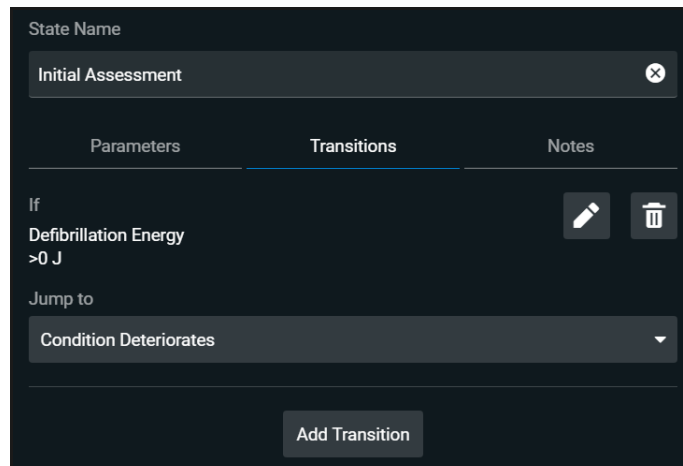 State Name
Initial Assessment
Parameters Transitions Notes
If
Defibrillation Energy
>0 J
Jump to
Condition Deteriorates
Add Transition